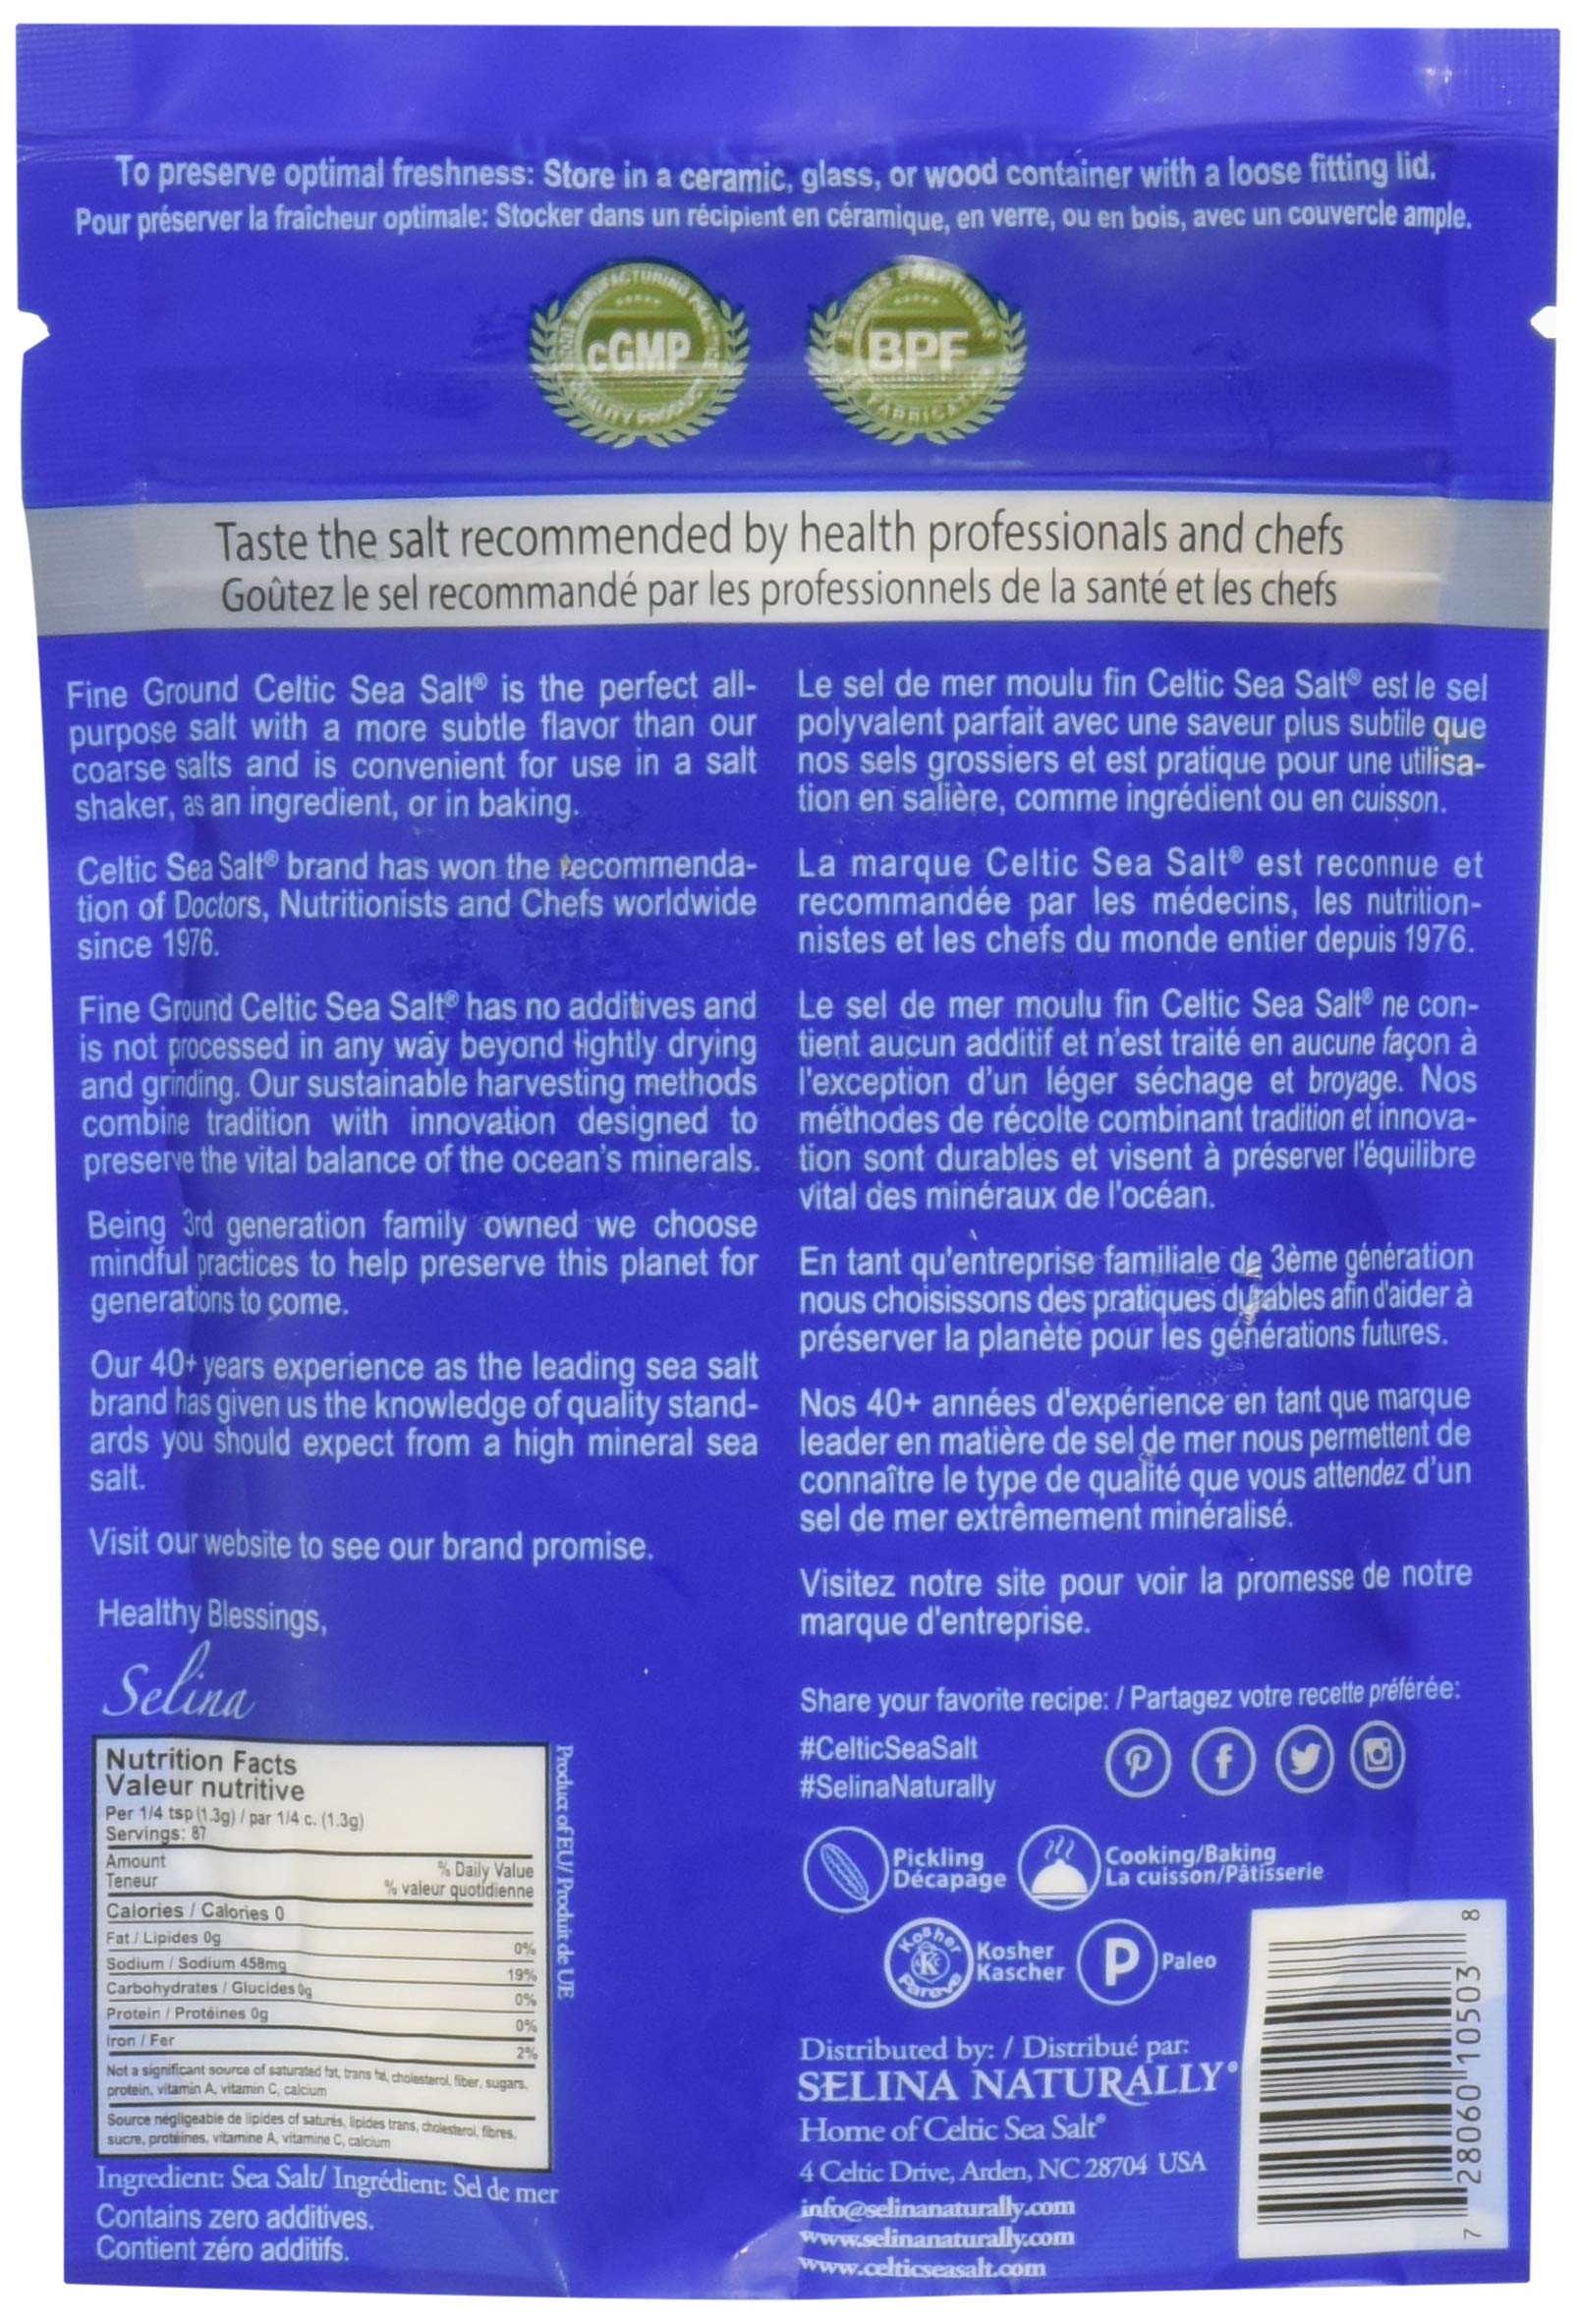 To preserve optimal freshness: Store in a ceramic, glass, or wood container with a loose fitting lid.
Pour préserver la fraîcheur optimale: Stocker dans un récipient en céramique, en verre, ou en bois, avec un couvercle ample.
cGMP
BPF
Taste the salt recommended by health professionals and chefs
Goûtez le sel recommandé par les professionnels de la santé et les chefs
Fine Ground Celtic Sea Salt® is the perfect all-
purpose salt with a more subtle flavor than our
coarse salts and is convenient for use in a salt
shaker, as an ingredient, or in baking.
Celtic Sea Salt® brand has won the recommenda-
tion of Doctors, Nutritionists and Chefs worldwide
since 1976.
Fine Ground Celtic Sea Salt® has no additives and
is not processed in any way beyond lightly drying
and grinding. Our sustainable harvesting methods
combine tradition with innovation designed to
preserve the vital balance of the ocean's minerals.
Being 3rd generation family owned we choose
mindful practices to help preserve this planet for
generations to come.
Our 40+ years experience as the leading sea salt
brand has given us the knowledge of quality stand-
ards you should expect from a high mineral sea
salt.
Visit our website to see our brand promise.
Healthy Blessings,
Selina
Le sel de mer moulu fin Celtic Sea Salt® est le sel
polyvalent parfait avec une saveur plus subtile que
nos sels grossiers et est pratique pour une utilisa-
tion en salière, comme ingrédient ou en cuisson.
La marque Celtic Sea Salt® est reconnue et
recommandée par les médecins, les nutrition-
nistes et les chefs du monde entier depuis 1976.
Le sel de mer moulu fin Celtic Sea Salt® ne con-
tient aucun additif et n'est traité en aucune façon à
l'exception d'un léger séchage et broyage. Nos
méthodes de récolte combinant tradition et innova-
tion sont durables et visent à préserver l'équilibre
vital des minéraux de l'océan.
En tant qu'entreprise familiale de 3ème génération
nous choisissons des pratiques durables afin d'aider à
préserver la planète pour les générations futures.
Nos 40+ années d'expérience en tant que marque
leader en matière de sel de mer nous permettent de
connaître le type de qualité que vous attendez d'un
sel de mer extrêmement minéralisé.
Visitez notre site pour voir la promesse de notre
marque d'entreprise.
Share your favorite recipe: / Partagez votre recette préférée:
#CelticSeaSalt
#SelinaNaturally
Pickling
Décapage
Cooking/Baking
La cuisson/Pâtisserie
Kosher
K
Pareve
Kosher
Kascher
P
Paleo
Distributed by: / Distribué par:
SELINA NATURALLY®
Home of Celtic Sea Salt®
4 Celtic Drive, Arden, NC 28704 USA
info@selinanaturally.com
www.selinanaturally.com
www.celticseasalt.com
7 28060 10503 8
Nutrition Facts
Valeur nutritive
Per 1/4 tsp (1.3g) / par 1/4 c. (1.3g)
Servings: 87
Amount
Teneur
% Daily Value
% valeur quotidienne
Calories / Calories 0
Fat / Lipides 0g 0%
Sodium / Sodium 458mg 19%
Carbohydrates / Glucides 0g 0%
Protein / Protéines 0g 0%
Iron / Fer 2%
Not a significant source of saturated fat, trans fat, cholesterol, fiber, sugars,
protein, vitamin A, vitamin C, calcium
Source négligeable de lipides of saturés, lipides trans, cholesterol, fibres,
sucre, protéines, vitamine A, vitamine C, calcium
Product of EU/ Produit de UE
Ingredient: Sea Salt/ Ingrédient: Sel de mer
Contains zero additives.
Contient zéro additifs.